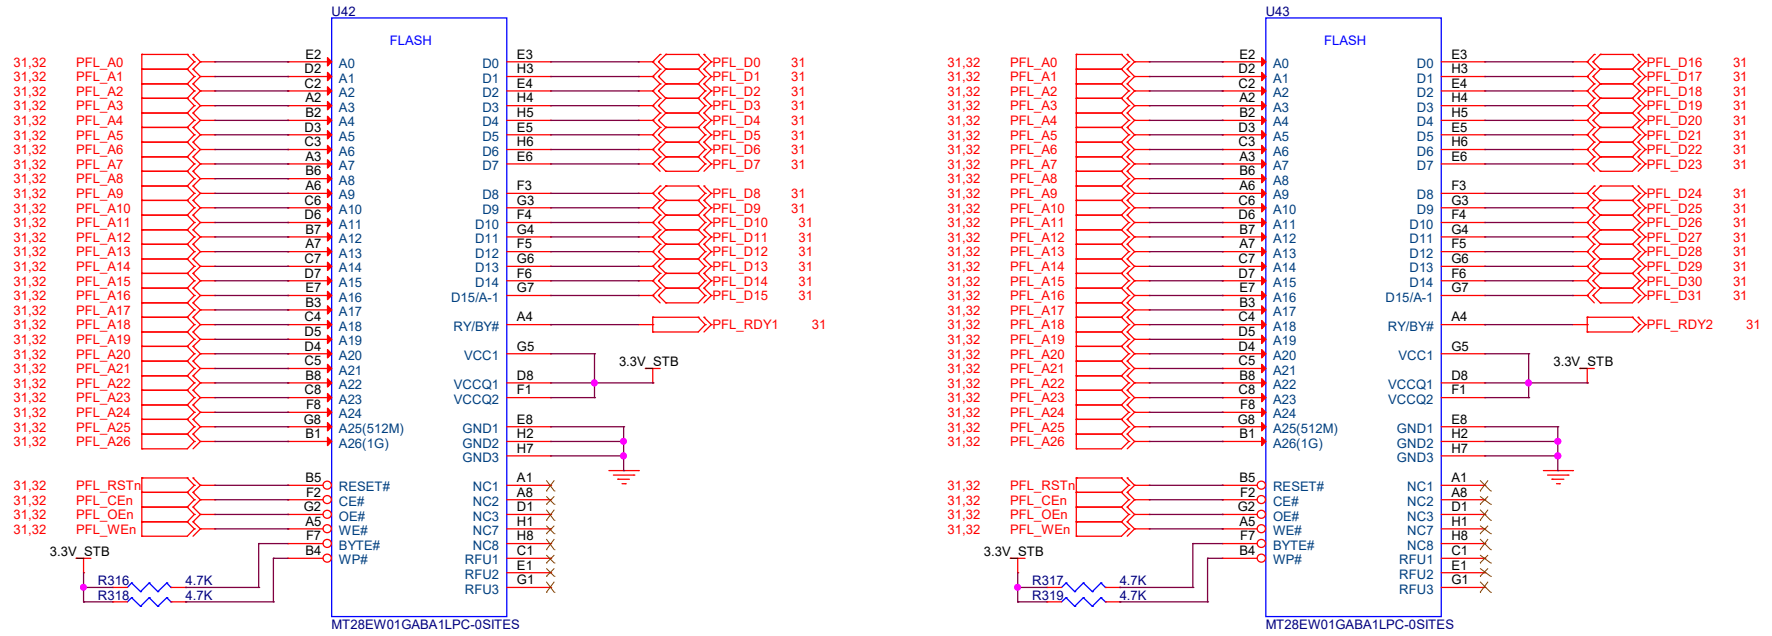 U42
FLASH
31,32 PFL_A0 E2 A0 D0 E3 PFL_D0 31
31,32 PFL_A1 D2 A1 D1 H3 PFL_D1 31
31,32 PFL_A2 C2 A2 D2 E4 PFL_D2 31
31,32 PFL_A3 A2 A3 D3 H4 PFL_D3 31
31,32 PFL_A4 B2 A4 D4 H5 PFL_D4 31
31,32 PFL_A5 D3 A5 D5 E5 PFL_D5 31
31,32 PFL_A6 C3 A6 D6 H6 PFL_D6 31
31,32 PFL_A7 A3 A7 D7 E6 PFL_D7 31
31,32 PFL_A8 B6 A8
31,32 PFL_A9 A6 A9 D8 F3 PFL_D8 31
31,32 PFL_A10 C6 A10 D9 G3 PFL_D9 31
31,32 PFL_A11 D6 A11 D10 F4 PFL_D10 31
31,32 PFL_A12 B7 A12 D11 G4 PFL_D11 31
31,32 PFL_A13 A7 A13 D12 F5 PFL_D12 31
31,32 PFL_A14 C7 A14 D13 G6 PFL_D13 31
31,32 PFL_A15 D7 A15 D14 F6 PFL_D14 31
31,32 PFL_A16 E7 A16 D15/A-1 G7 PFL_D15 31
31,32 PFL_A17 B3 A17
31,32 PFL_A18 C4 A18 RY/BY# A4 PFL_RDY1 31
31,32 PFL_A19 D5 A19
31,32 PFL_A20 D4 A20 VCC1 G5
31,32 PFL_A21 C5 A21 3.3V_STB
31,32 PFL_A22 B8 A22 VCCQ1 D8
31,32 PFL_A23 C8 A23 VCCQ2 F1
31,32 PFL_A24 F8 A24
31,32 PFL_A25 G8 A25(512M) GND1 E8
31,32 PFL_A26 B1 A26(1G) GND2 H2
GND3 H7
31,32 PFL_RSTn B5 RESET# NC1 A1
31,32 PFL_CEn F2 CE# NC2 A8
31,32 PFL_OEn G2 OE# NC3 D1
31,32 PFL_WEn A5 WE# NC7 H1
F7 BYTE# NC8 H8
3.3V_STB B4 WP# RFU1 C1
RFU2 E1
R316 4.7K RFU3 G1
R318 4.7K
MT28EW01GABA1LPC-0SITES
U43
FLASH
31,32 PFL_A0 E2 A0 D0 E3 PFL_D16 31
31,32 PFL_A1 D2 A1 D1 H3 PFL_D17 31
31,32 PFL_A2 C2 A2 D2 E4 PFL_D18 31
31,32 PFL_A3 A2 A3 D3 H4 PFL_D19 31
31,32 PFL_A4 B2 A4 D4 H5 PFL_D20 31
31,32 PFL_A5 D3 A5 D5 E5 PFL_D21 31
31,32 PFL_A6 C3 A6 D6 H6 PFL_D22 31
31,32 PFL_A7 A3 A7 D7 E6 PFL_D23 31
31,32 PFL_A8 B6 A8
31,32 PFL_A9 A6 A9 D8 F3 PFL_D24 31
31,32 PFL_A10 C6 A10 D9 G3 PFL_D25 31
31,32 PFL_A11 D6 A11 D10 F4 PFL_D26 31
31,32 PFL_A12 B7 A12 D11 G4 PFL_D27 31
31,32 PFL_A13 A7 A13 D12 F5 PFL_D28 31
31,32 PFL_A14 C7 A14 D13 G6 PFL_D29 31
31,32 PFL_A15 D7 A15 D14 F6 PFL_D30 31
31,32 PFL_A16 E7 A16 D15/A-1 G7 PFL_D31 31
31,32 PFL_A17 B3 A17
31,32 PFL_A18 C4 A18 RY/BY# A4 PFL_RDY2 31
31,32 PFL_A19 D5 A19
31,32 PFL_A20 D4 A20 VCC1 G5
31,32 PFL_A21 C5 A21 3.3V_STB
31,32 PFL_A22 B8 A22 VCCQ1 D8
31,32 PFL_A23 C8 A23 VCCQ2 F1
31,32 PFL_A24 F8 A24
31,32 PFL_A25 G8 A25(512M) GND1 E8
31,32 PFL_A26 B1 A26(1G) GND2 H2
GND3 H7
31,32 PFL_RSTn B5 RESET# NC1 A1
31,32 PFL_CEn F2 CE# NC2 A8
31,32 PFL_OEn G2 OE# NC3 D1
31,32 PFL_WEn A5 WE# NC7 H1
F7 BYTE# NC8 H8
3.3V_STB B4 WP# RFU1 C1
RFU2 E1
R317 4.7K RFU3 G1
R319 4.7K
MT28EW01GABA1LPC-0SITES